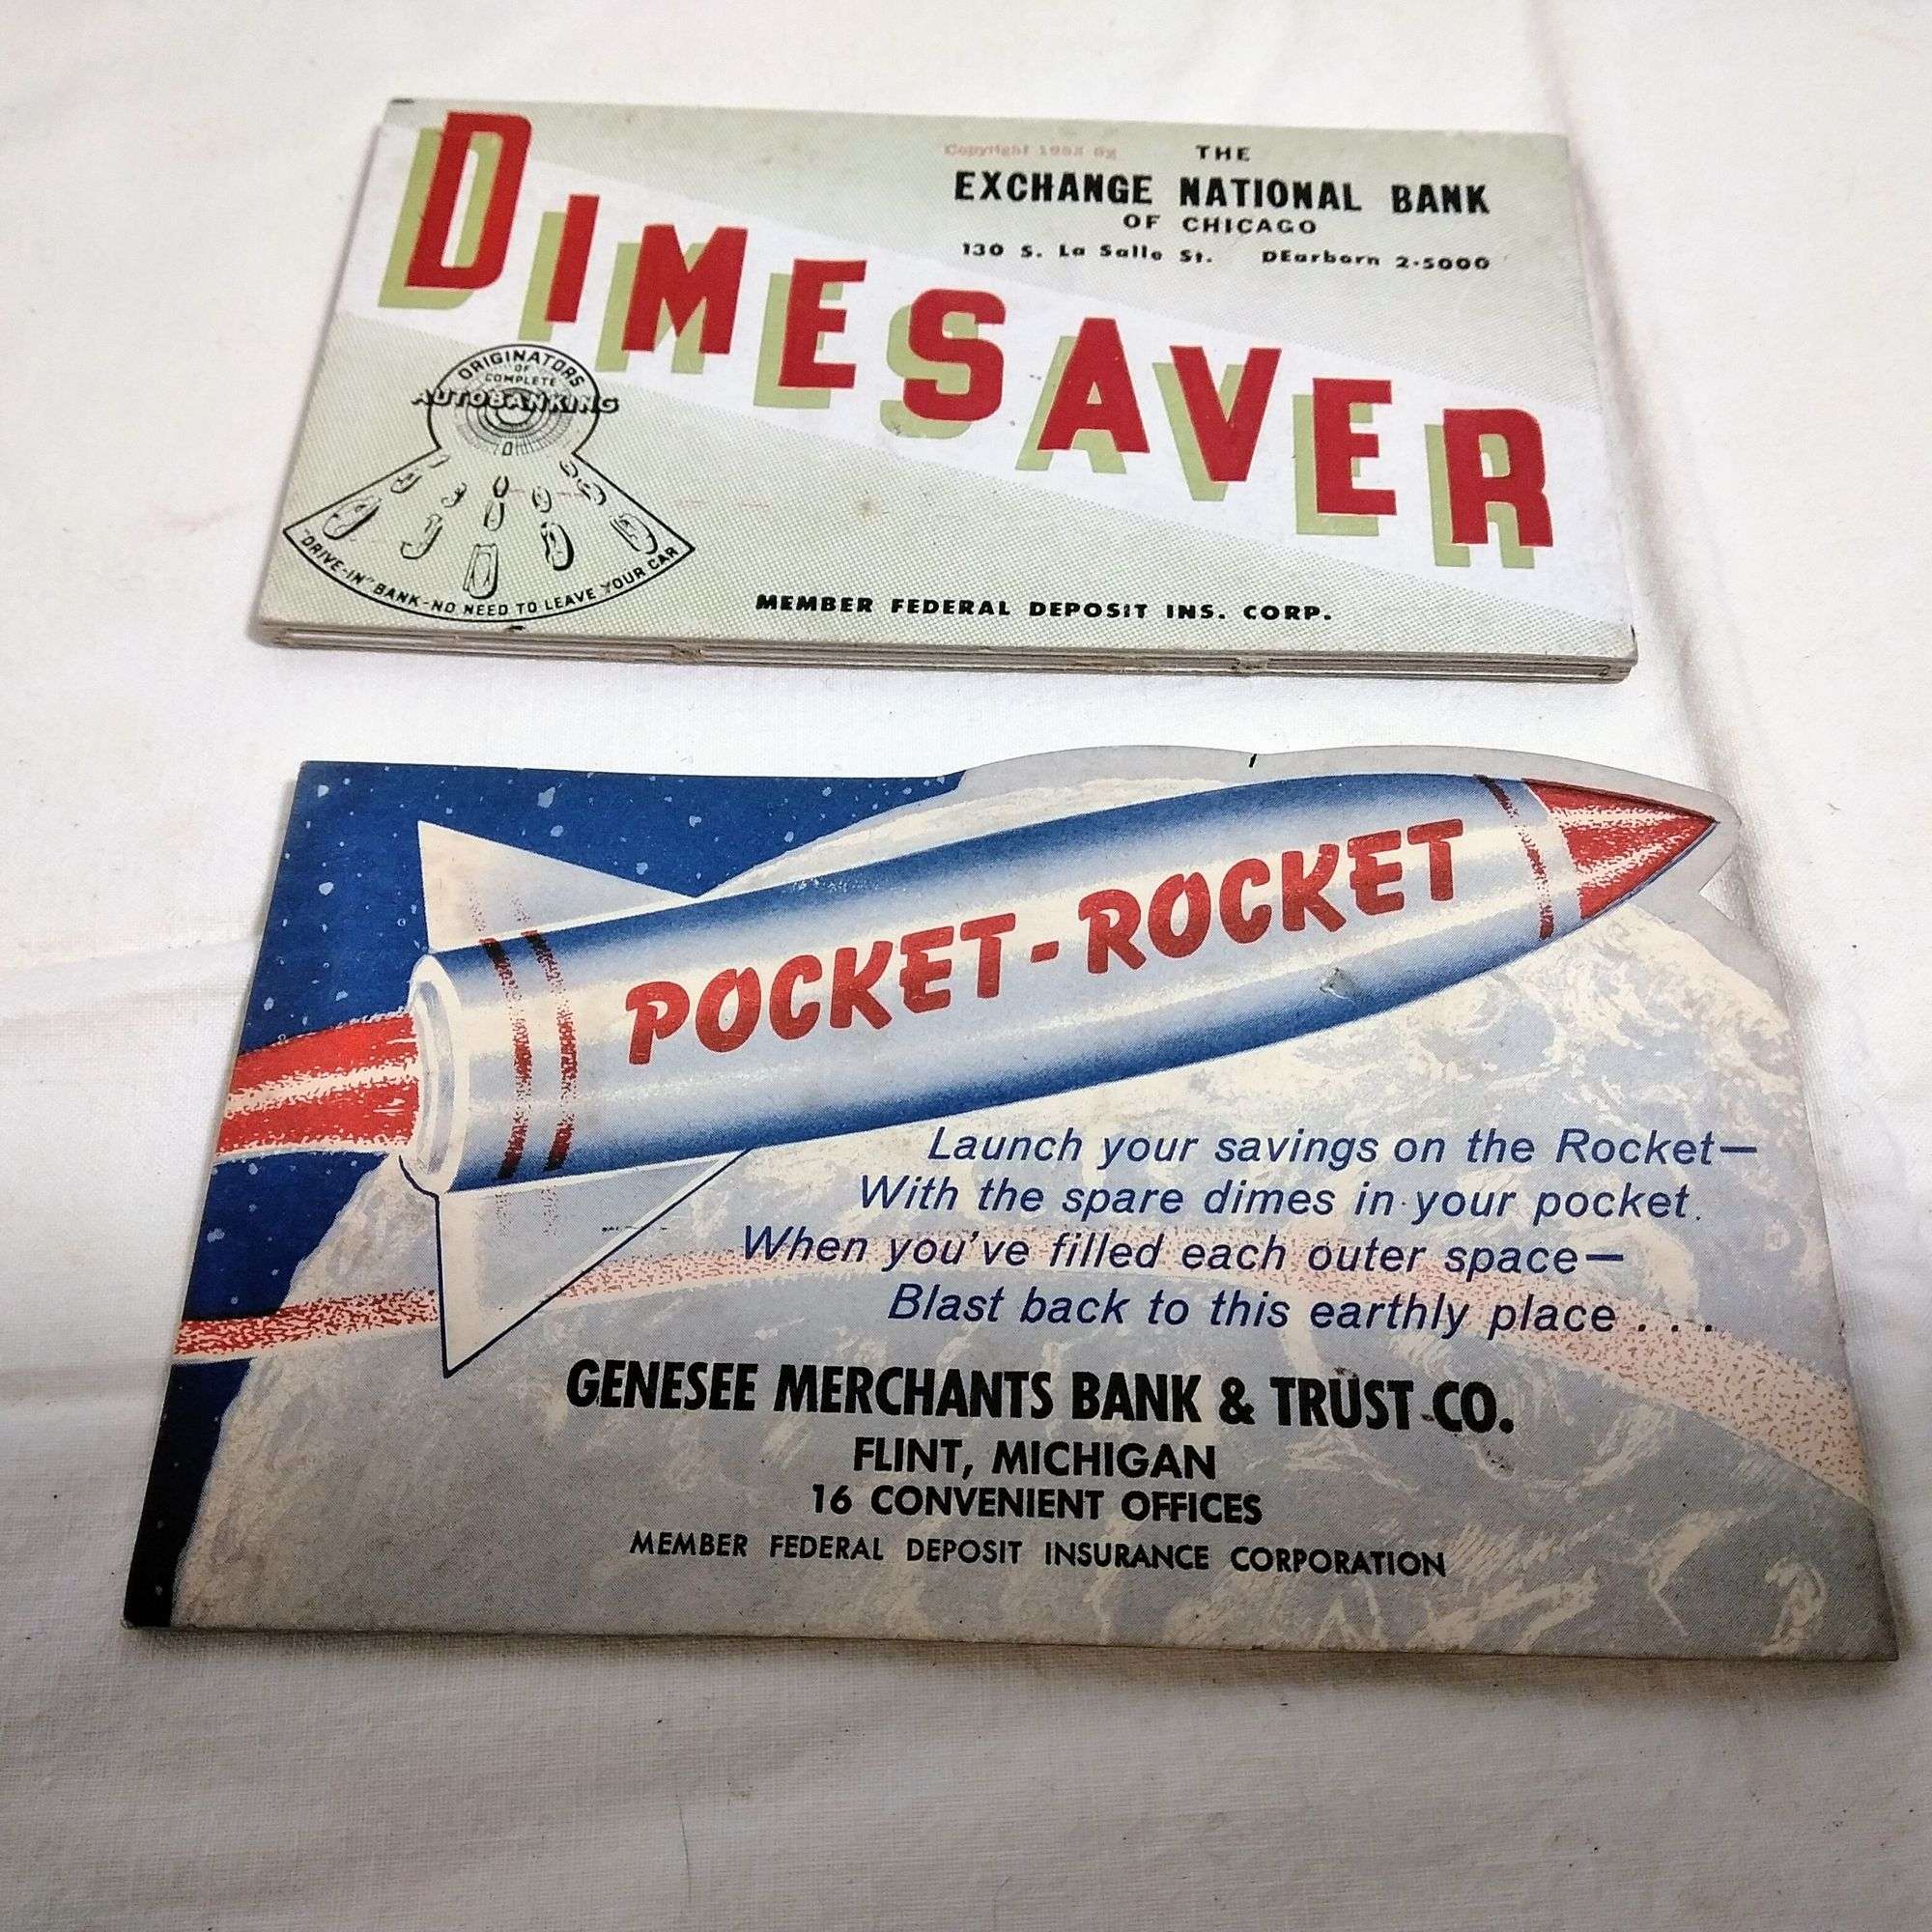 DIMESAVER
Copyright
THE
EXCHANGE NATIONAL BANK
OF CHICAGO
130 S. La Salle St. DEarborn 2-5000
ORIGINATORS
OF
COMPLETE
AUTOBANKING
"DRIVE-IN" BANK-NO NEED TO LEAVE YOUR CAR
MEMBER FEDERAL DEPOSIT INS. CORP.
POCKET-ROCKET
Launch your savings on the Rocket—
With the spare dimes in your pocket.
When you've filled each outer space—
Blast back to this earthly place . . .
GENESEE MERCHANTS BANK & TRUST CO.
FLINT, MICHIGAN
16 CONVENIENT OFFICES
MEMBER FEDERAL DEPOSIT INSURANCE CORPORATION